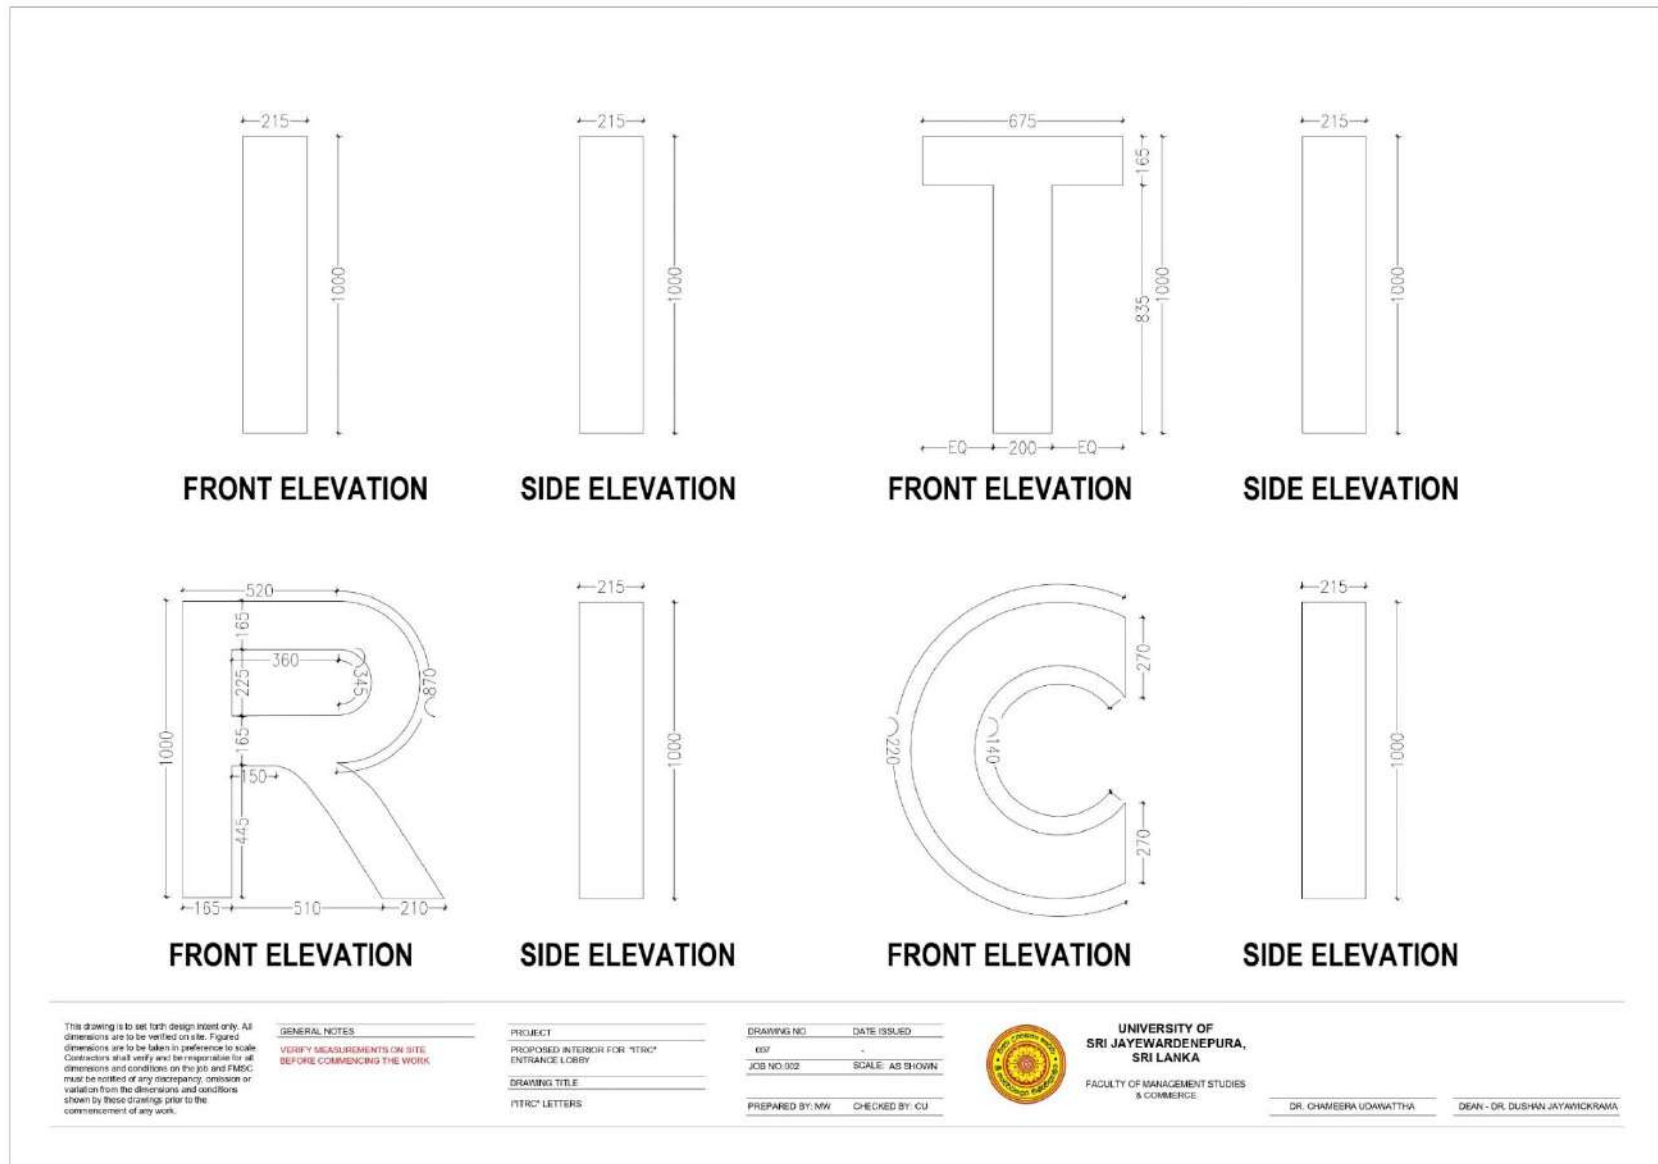 215
1000
215
1000
675
165
835
1000
EQ
200
EQ
215
1000
FRONT ELEVATION
SIDE ELEVATION
FRONT ELEVATION
SIDE ELEVATION
520
165
360
225
345
870
165
150
1000
445
165
510
210
215
1000
270
220
140
270
215
1000
FRONT ELEVATION
SIDE ELEVATION
FRONT ELEVATION
SIDE ELEVATION
This drawing is to set forth design intent only. All
dimensions are to be verified on site. Figured
dimensions are to be taken in preference to scale.
Contractors shall verify and be responsible for all
dimensions and conditions on the job and FMSC
must be notified of any discrepancy, omission or
variation from the dimensions and conditions
shown by these drawings prior to the
commencement of any work.
GENERAL NOTES
VERIFY MEASUREMENTS ON SITE
BEFORE COMMENCING THE WORK
PROJECT
PROPOSED INTERIOR FOR "ITRC"
ENTRANCE LOBBY
DRAWING TITLE
"ITRC" LETTERS
DRAWING NO
DATE ISSUED
007
-
JOB NO:002
SCALE: AS SHOWN
PREPARED BY: MW
CHECKED BY: CU
UNIVERSITY OF
SRI JAYEWARDENEPURA,
SRI LANKA
FACULTY OF MANAGEMENT STUDIES
& COMMERCE
DR. CHAMEERA UDAWATTHA
DEAN - DR. DUSHAN JAYAWICKRAMA